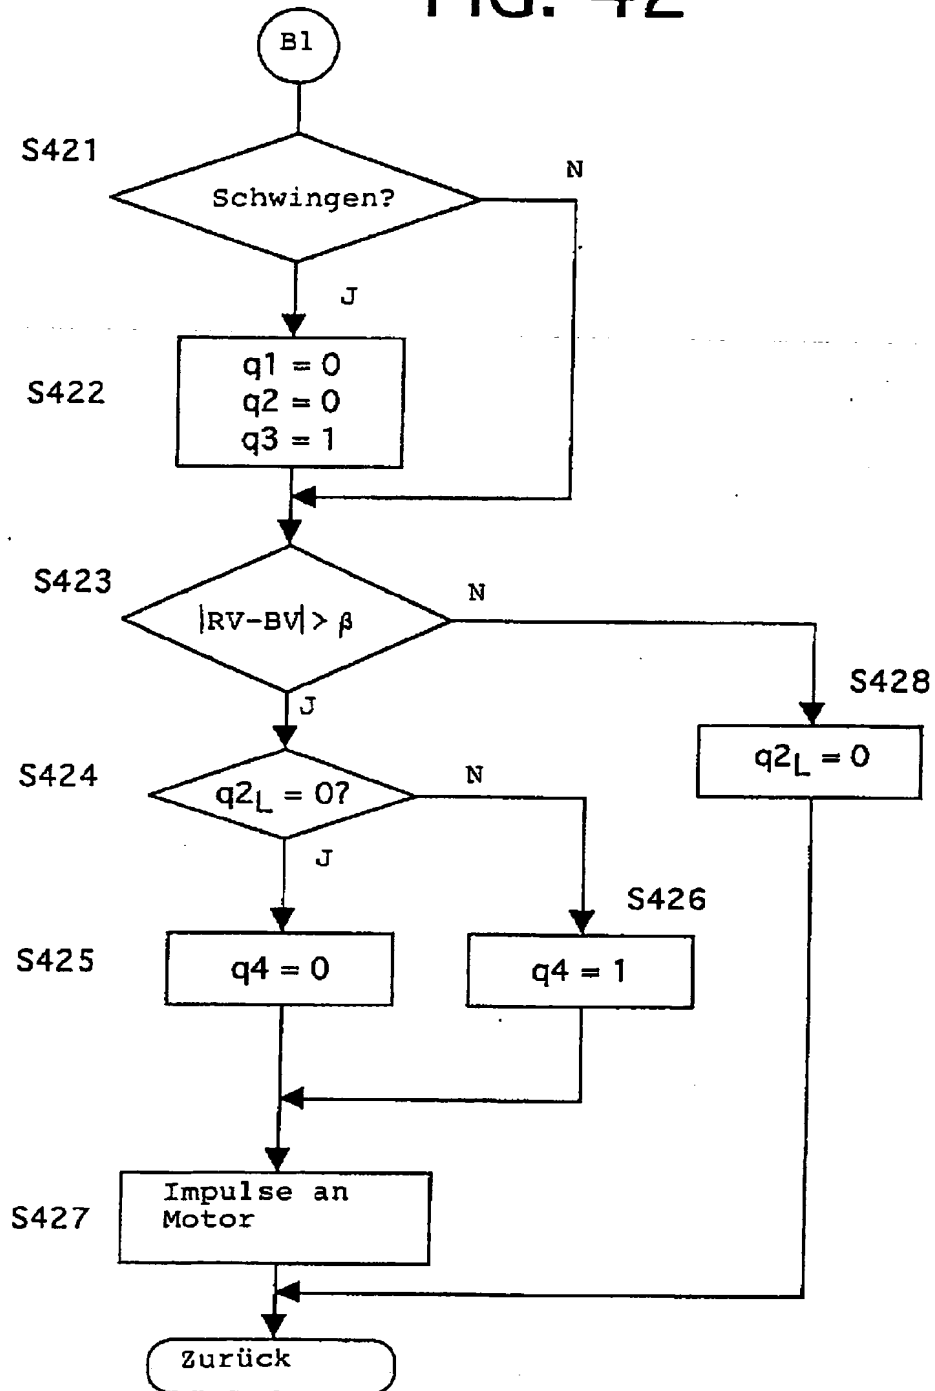 FIG. 42
B1
S421
Schwingen?
N
J
S422
q1 = 0
q2 = 0
q3 = 1
S423
|RV-BV| > β
N
J
S428
q2L = 0
S424
q2L = 0?
N
J
S426
S425
q4 = 0
q4 = 1
S427
Impulse an
Motor
Zurück